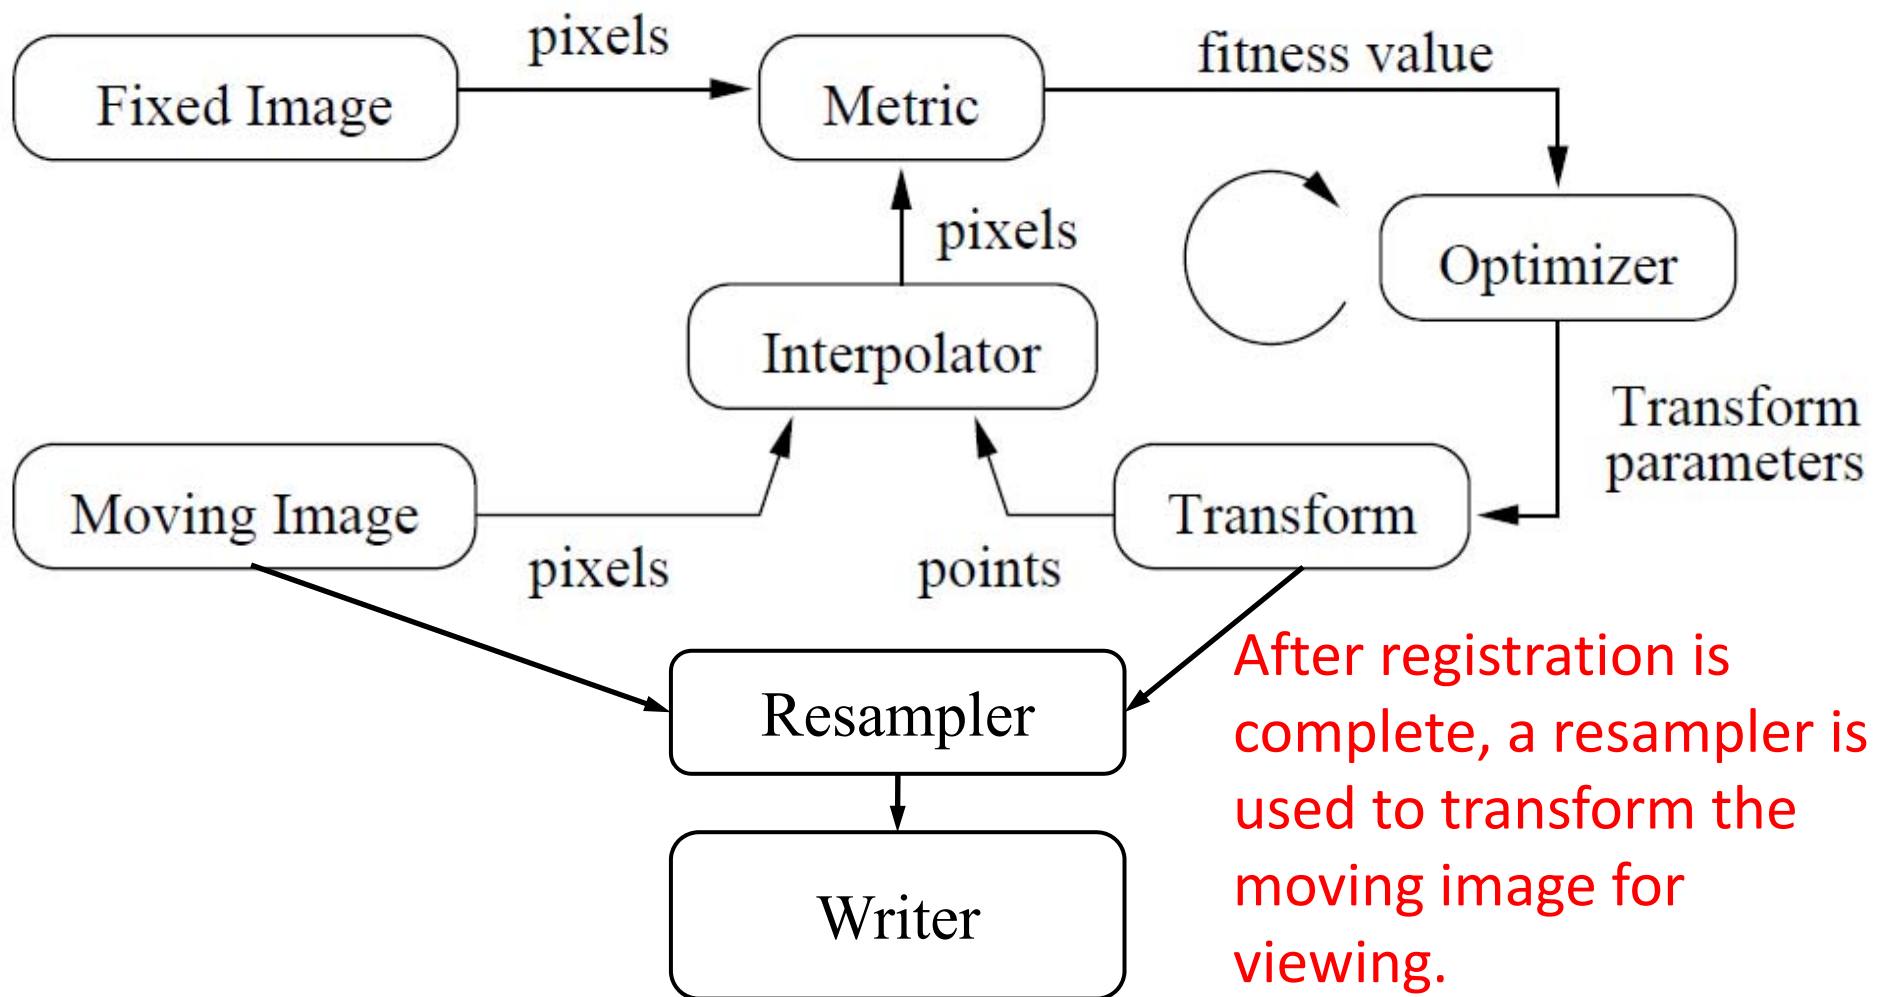 pixels
fitness value
Fixed Image
Metric
pixels
Optimizer
Interpolator
Transform
parameters
Moving Image
Transform
pixels
points
After registration is
complete, a resampler is
used to transform the
moving image for
viewing.
Resampler
Writer